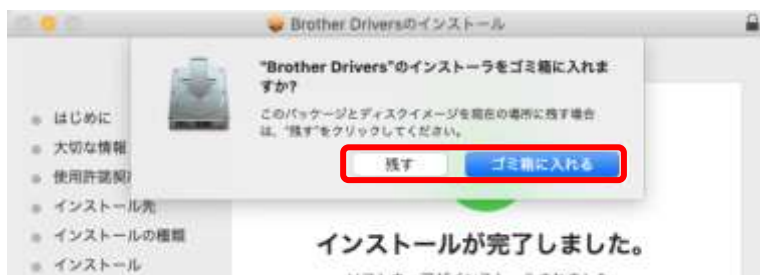 Brother Driversのインストール
"Brother Drivers"のインストーラをゴミ箱に入れま
すか?
このパッケージとディスクイメージを現在の場所に残す場合
は、"残す"をクリックしてください。
残す
ゴミ箱に入れる
はじめに
大切な情報
使用許諾契
インストール先
インストールの種類
インストール
インストールが完了しました。